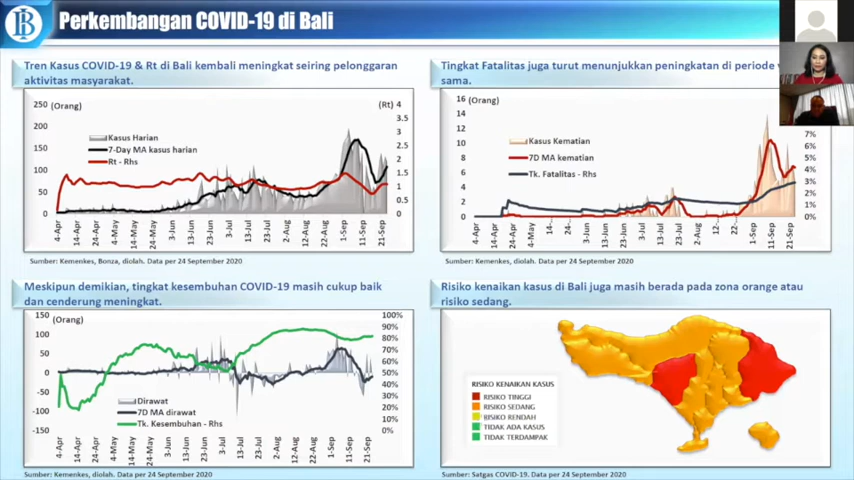 Perkembangan COVID-19 di Bali
Tren Kasus COVID-19 & Rt di Bali kembali meningkat seiring pelonggaran
aktivitas masyarakat.
250 (Orang) (Rt) 4
200 3.5
3
150 2.5
2
100 1.5
50 1
0.5
0 0
Kasus Harian
7-Day MA kasus harian
Rt - Rhs
4-Apr 14-Apr 24-Apr 4-May 14-May 24-May 3-Jun 13-Jun 23-Jun 3-Jul 13-Jul 23-Jul 2-Aug 12-Aug 22-Aug 1-Sep 11-Sep 21-Sep
Sumber: Kemenkes, Bonza, diolah. Data per 24 September 2020
Tingkat Fatalitas juga turut menunjukkan peningkatan di periode
sama.
16 (Orang)
14
12 7%
10 6%
8 5%
6 4%
4 3%
2 2%
1%
0 0%
Kasus Kematian
7D MA kematian
Tk. Fatalitas - Rhs
4-Apr 14-Apr 24-Apr 4-May 14- 24- 3-Jun 13-Jun 23-Jun 3-Jul 13-Jul 23-Jul 2-Aug 12- 22- 1-Sep 11-Sep 21-Sep
Sumber: Kemenkes, diolah. Data per 24 September 2020
Meskipun demikian, tingkat kesembuhan COVID-19 masih cukup baik
dan cenderung meningkat.
150 (Orang) 100%
90%
100 80%
50 70%
60%
0 50%
-50 40%
30%
-100 20%
10%
-150 0%
Dirawat
7D MA dirawat
Tk. Kesembuhan - Rhs
4-Apr 14-Apr 24-Apr 4-May 14-May 24-May 3-Jun 13-Jun 23-Jun 3-Jul 13-Jul 23-Jul 2-Aug 12-Aug 22-Aug 1-Sep 11-Sep 21-Sep
Sumber: Kemenkes, diolah. Data per 24 September 2020
Risiko kenaikan kasus di Bali juga masih berada pada zona orange atau
risiko sedang.
RISIKO KENAIKAN KASUS
RISIKO TINGGI
RISIKO SEDANG
RISIKO RENDAH
TIDAK ADA KASUS
TIDAK TERDAMPAK
Sumber: Satgas COVID-19. Data per 24 September 2020